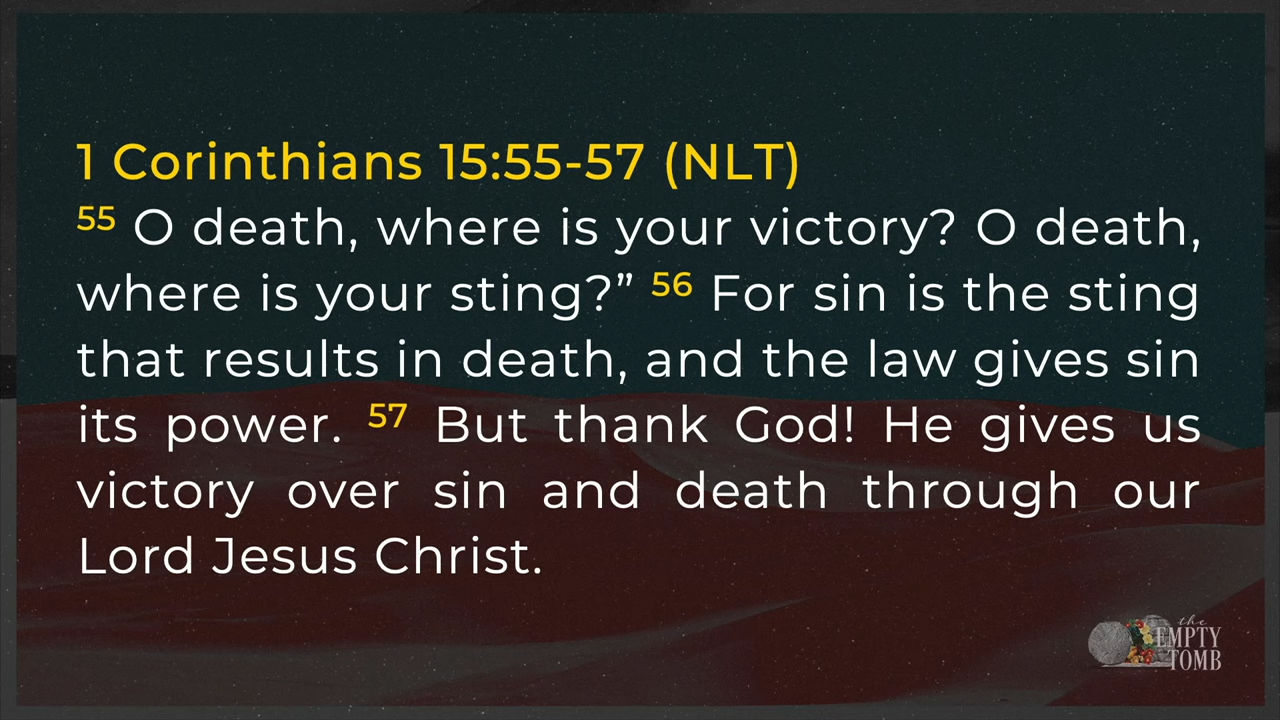 1 Corinthians 15:55-57 (NLT)
55 O death, where is your victory? O death,
where is your sting?” 56 For sin is the sting
that results in death, and the law gives sin
its power. 57 But thank God! He gives us
victory over sin and death through our
Lord Jesus Christ.
the
EMPTY
TOMB